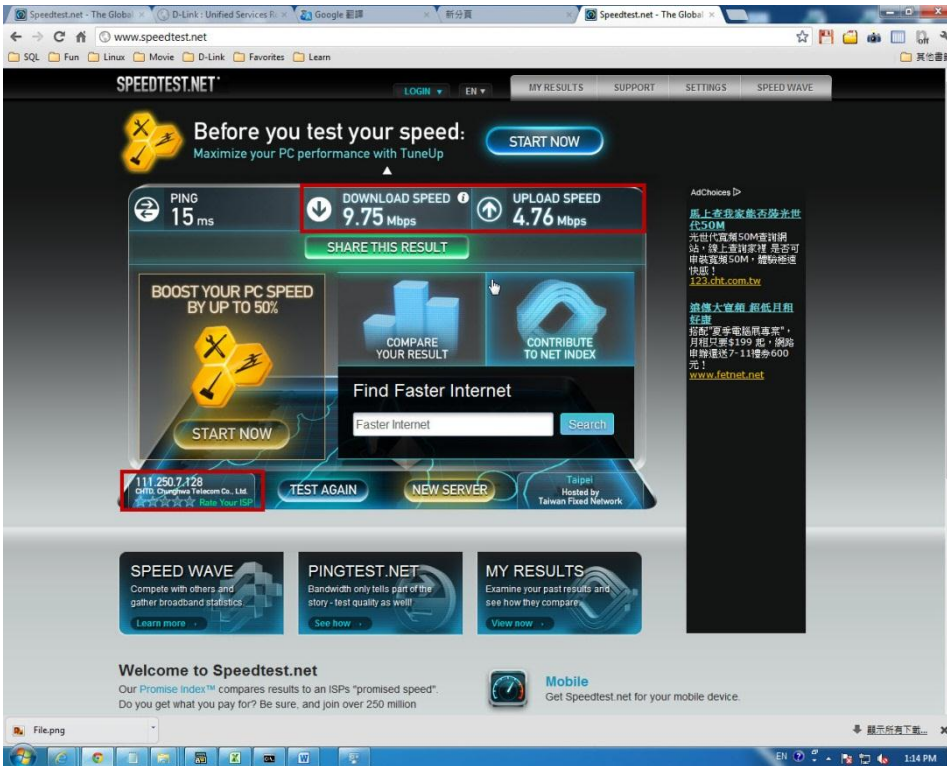 Speedtest.net - The Global
D-Link : Unified Services R
Google 翻譯
新分頁
Speedtest.net - The Global
www.speedtest.net
SQL
Fun
Linux
Movie
D-Link
Favorites
Learn
其他書
SPEEDTEST.NET
LOGIN
EN
MY RESULTS
SUPPORT
SETTINGS
SPEED WAVE
Before you test your speed:
Maximize your PC performance with TuneUp
START NOW
PING
15 ms
DOWNLOAD SPEED
9.75 Mbps
UPLOAD SPEED
4.76 Mbps
SHARE THIS RESULT
BOOST YOUR PC SPEED
BY UP TO 50%
START NOW
COMPARE
YOUR RESULT
CONTRIBUTE
TO NET INDEX
Find Faster Internet
Faster Internet
Search
111.250.7.128
CHTD, Chunghwa Telecom Co., Ltd.
Rate Your ISP
TEST AGAIN
NEW SERVER
Taipei
Hosted by
Taiwan Fixed Network
AdChoices
馬上查我家能否裝光世
代50M
光世代寬頻50M查詢網
站，線上查詢家裡 是否可
申裝寬頻50M，體驗極速
快感！
123.cht.com.tw
遠傳大寬頻 超低月租
好康
搭配"夏季電腦展專案"，
月租只要$199 起，網路
申辦還送7-11禮券600
元！
www.fetnet.net
SPEED WAVE
Compete with others and
gather broadband statistics.
Learn more
PINGTEST.NET
Bandwidth only tells part of the
story - test quality as well!
See how
MY RESULTS
Examine your past results and
see how they compare.
View now
Welcome to Speedtest.net
Our Promise Index™ compares results to an ISPs "promised speed".
Do you get what you pay for? Be sure, and join over 250 million
Mobile
Get Speedtest.net for your mobile device.
File.png
顯示所有下載...
EN
1:14 PM